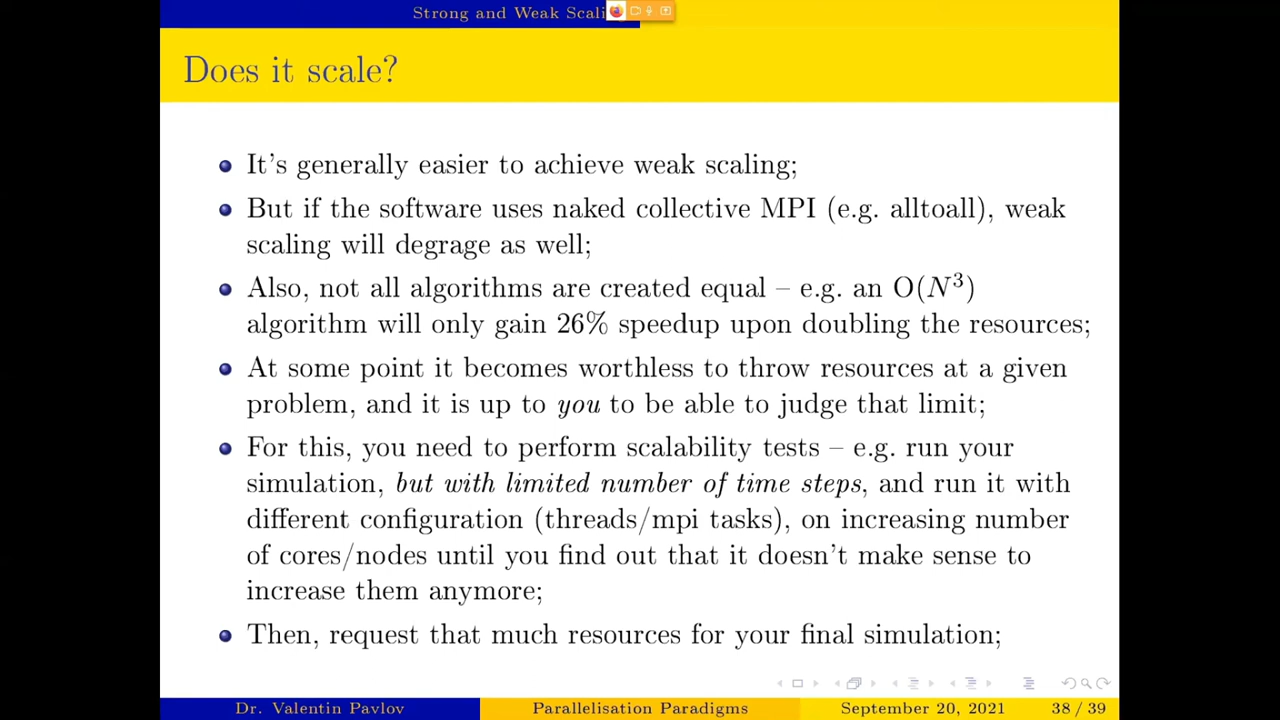 Strong and Weak Scali
Does it scale?
It's generally easier to achieve weak scaling;
But if the software uses naked collective MPI (e.g. alltoall), weak
scaling will degrage as well;
Also, not all algorithms are created equal – e.g. an O(N³)
algorithm will only gain 26% speedup upon doubling the resources;
At some point it becomes worthless to throw resources at a given
problem, and it is up to you to be able to judge that limit;
For this, you need to perform scalability tests – e.g. run your
simulation, but with limited number of time steps, and run it with
different configuration (threads/mpi tasks), on increasing number
of cores/nodes until you find out that it doesn't make sense to
increase them anymore;
Then, request that much resources for your final simulation;
Dr. Valentin Pavlov
Parallelisation Paradigms
September 20, 2021
38 / 39